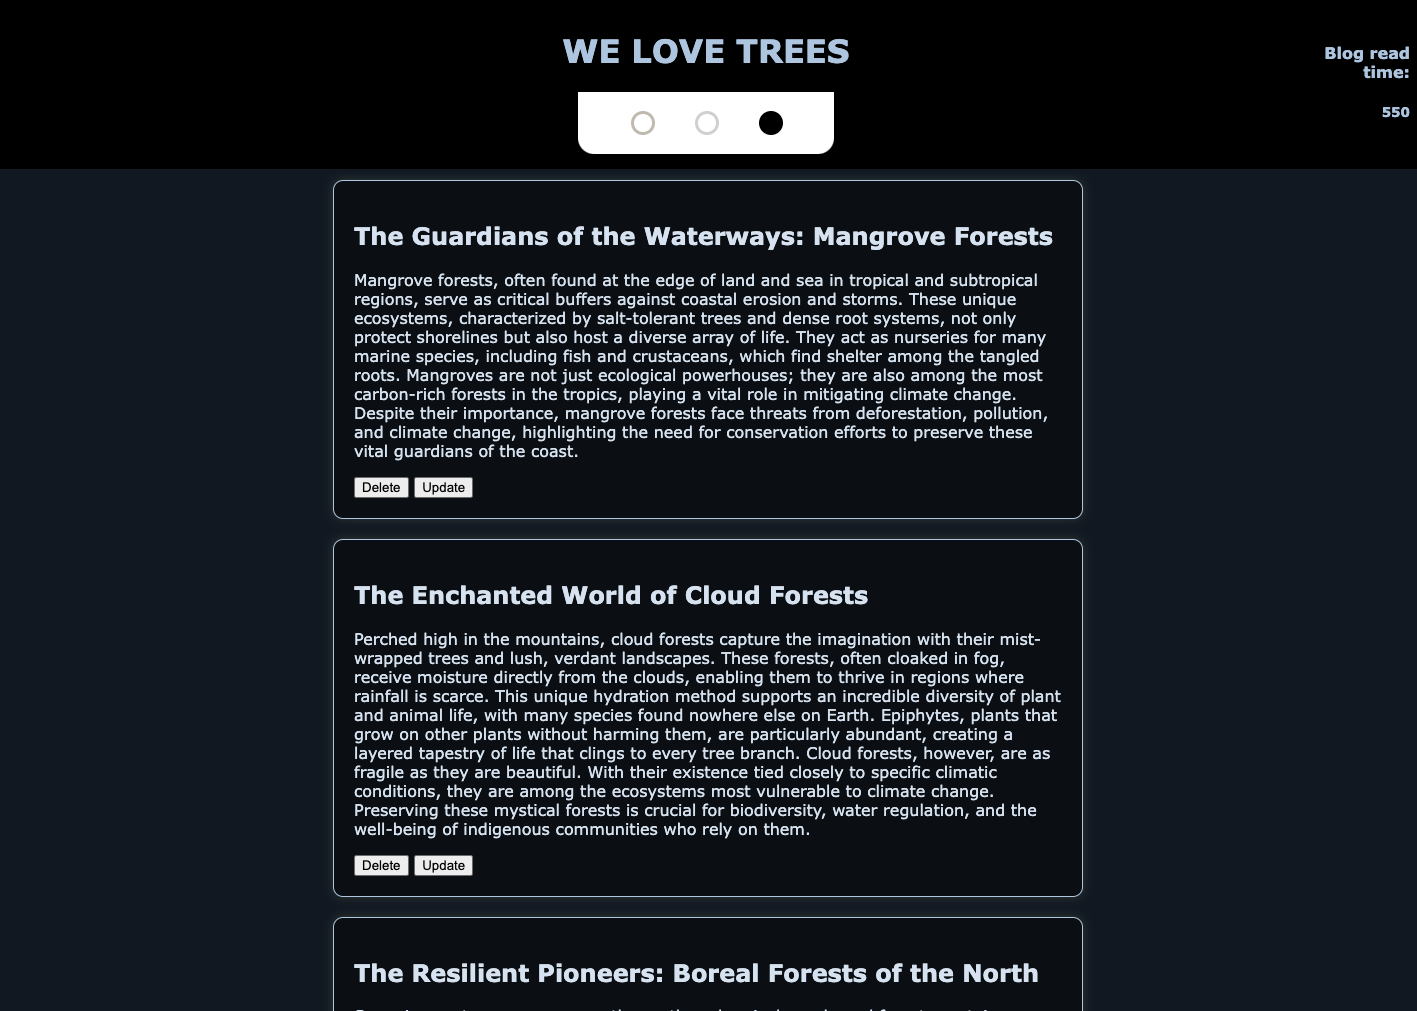 WE LOVE TREES
Blog read
time:
550
The Guardians of the Waterways: Mangrove Forests
Mangrove forests, often found at the edge of land and sea in tropical and subtropical
regions, serve as critical buffers against coastal erosion and storms. These unique
ecosystems, characterized by salt-tolerant trees and dense root systems, not only
protect shorelines but also host a diverse array of life. They act as nurseries for many
marine species, including fish and crustaceans, which find shelter among the tangled
roots. Mangroves are not just ecological powerhouses; they are also among the most
carbon-rich forests in the tropics, playing a vital role in mitigating climate change.
Despite their importance, mangrove forests face threats from deforestation, pollution,
and climate change, highlighting the need for conservation efforts to preserve these
vital guardians of the coast.
Delete Update
The Enchanted World of Cloud Forests
Perched high in the mountains, cloud forests capture the imagination with their mist-
wrapped trees and lush, verdant landscapes. These forests, often cloaked in fog,
receive moisture directly from the clouds, enabling them to thrive in regions where
rainfall is scarce. This unique hydration method supports an incredible diversity of plant
and animal life, with many species found nowhere else on Earth. Epiphytes, plants that
grow on other plants without harming them, are particularly abundant, creating a
layered tapestry of life that clings to every tree branch. Cloud forests, however, are as
fragile as they are beautiful. With their existence tied closely to specific climatic
conditions, they are among the ecosystems most vulnerable to climate change.
Preserving these mystical forests is crucial for biodiversity, water regulation, and the
well-being of indigenous communities who rely on them.
Delete Update
The Resilient Pioneers: Boreal Forests of the North